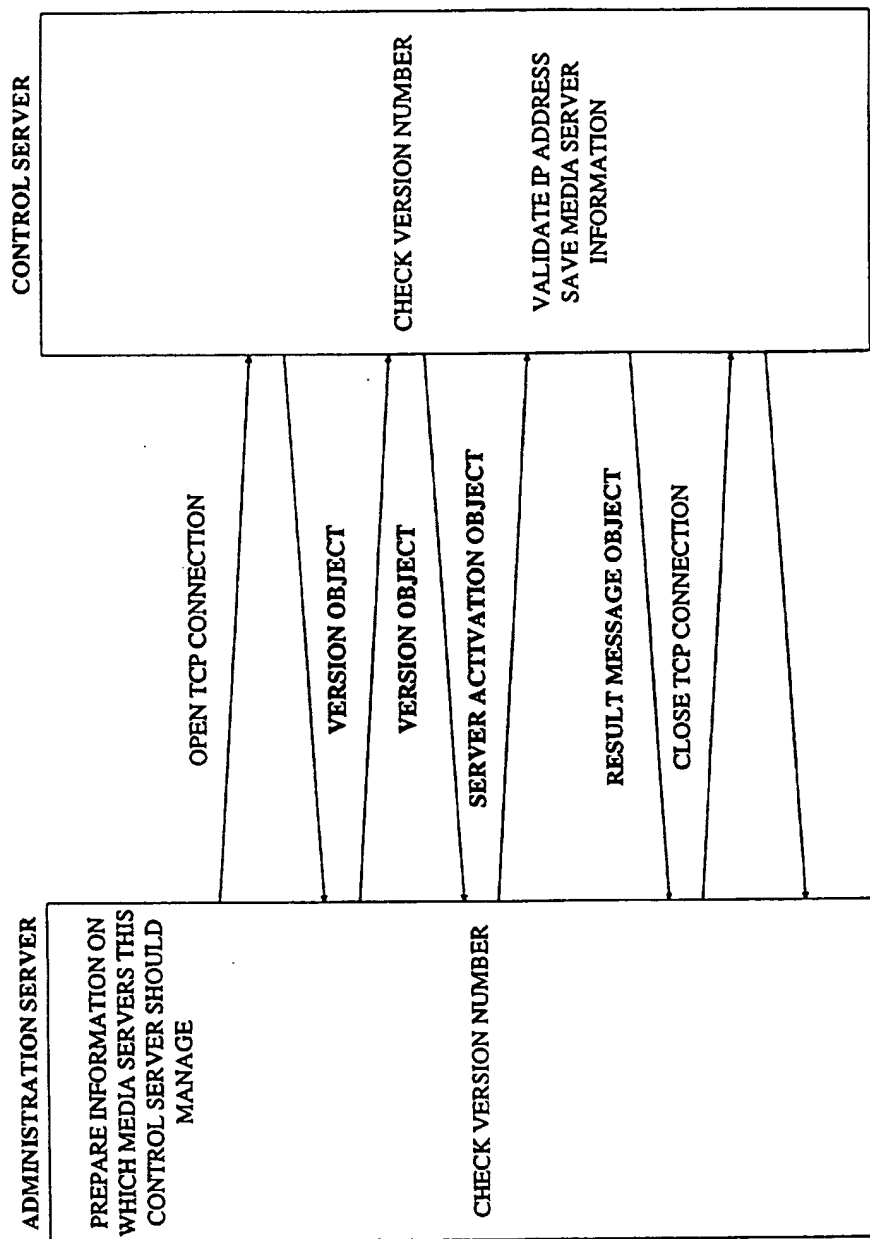 ADMINISTRATION SERVER
PREPARE INFORMATION ON
WHICH MEDIA SERVERS THIS
CONTROL SERVER SHOULD
MANAGE
CHECK VERSION NUMBER
OPEN TCP CONNECTION
VERSION OBJECT
VERSION OBJECT
SERVER ACTIVATION OBJECT
RESULT MESSAGE OBJECT
CLOSE TCP CONNECTION
CONTROL SERVER
CHECK VERSION NUMBER
VALIDATE IP ADDRESS
SAVE MEDIA SERVER
INFORMATION